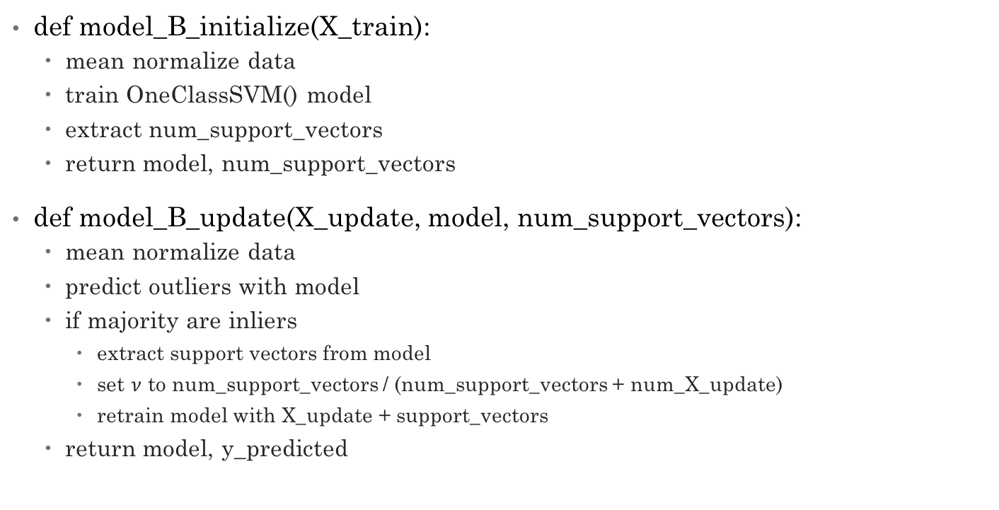 • def model_B_initialize(X_train):
• mean normalize data
• train OneClassSVM() model
• extract num_support_vectors
• return model, num_support_vectors
• def model_B_update(X_update, model, num_support_vectors):
• mean normalize data
• predict outliers with model
• if majority are inliers
• extract support vectors from model
• set ν to num_support_vectors / (num_support_vectors + num_X_update)
• retrain model with X_update + support_vectors
• return model, y_predicted